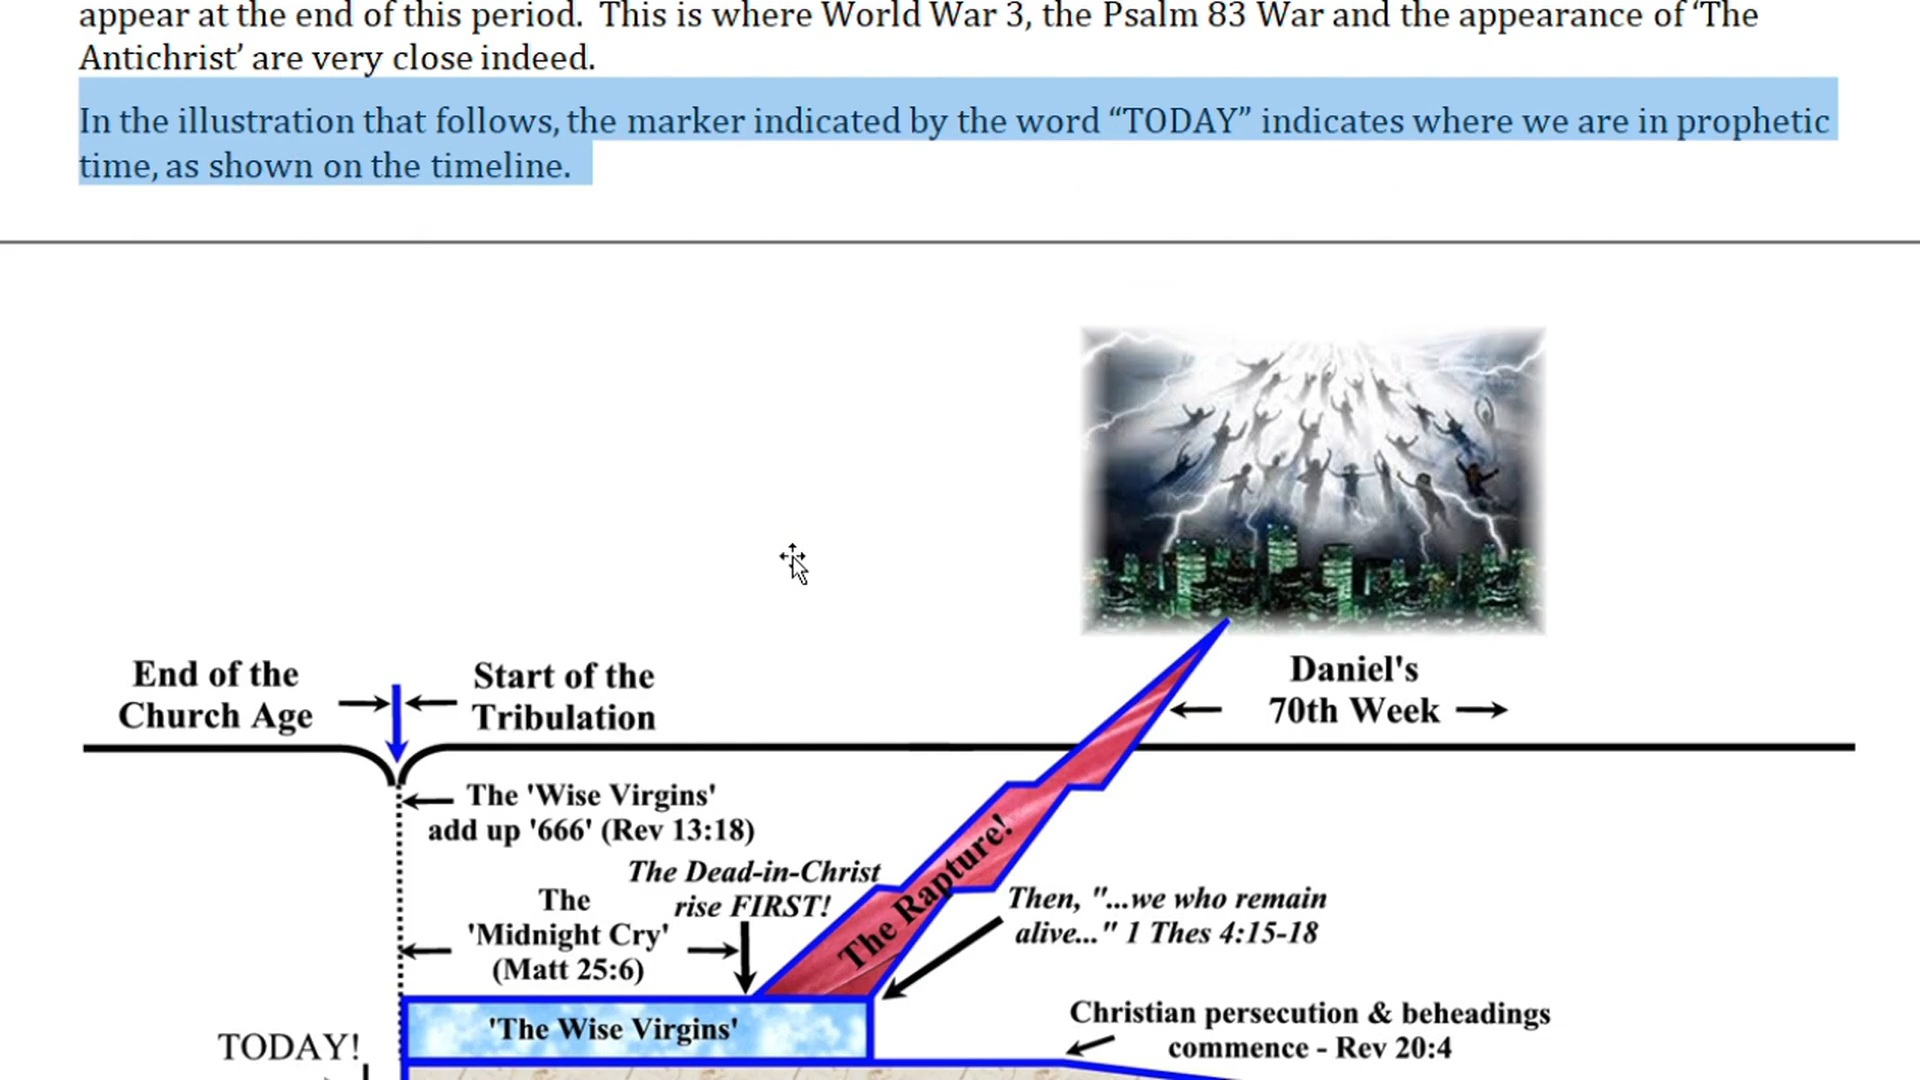 appear at the end of this period. This is where World War 3, the Psalm 83 War and the appearance of ‘The
Antichrist’ are very close indeed.
In the illustration that follows, the marker indicated by the word “TODAY” indicates where we are in prophetic
time, as shown on the timeline.
End of the
Church Age
Start of the
Tribulation
Daniel's
70th Week
The 'Wise Virgins'
add up '666' (Rev 13:18)
The Dead-in-Christ
rise FIRST!
The
'Midnight Cry'
(Matt 25:6)
The Rapture!
Then, "...we who remain
alive..." 1 Thes 4:15-18
'The Wise Virgins'
Christian persecution & beheadings
commence - Rev 20:4
TODAY!